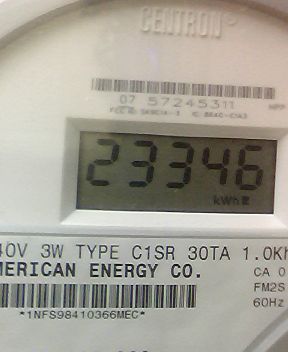 CENTRON®
07 57245311
23346
kWh
40V 3W TYPE C1SR 30TA 1.0Kh
MERICAN ENERGY CO.
CA 0
FM2S
60Hz
*1NFS98410366MEC*